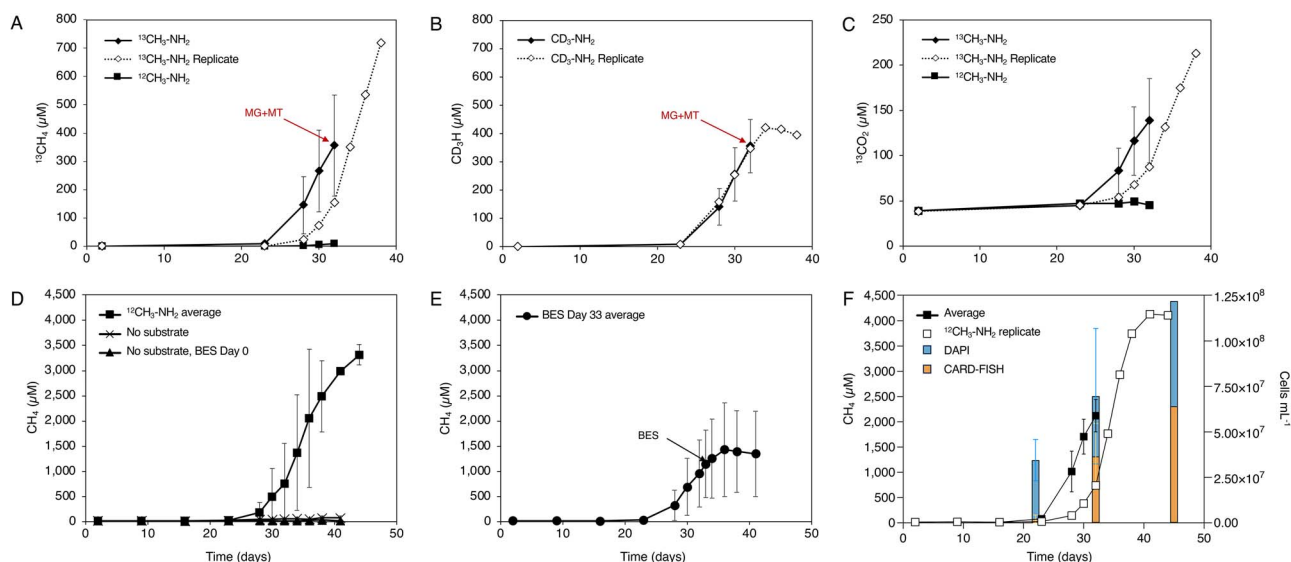 A
¹³CH₄ (µM)
800
700
600
500
400
300
200
100
0
¹³CH₃-NH₂
¹³CH₃-NH₂ Replicate
¹²CH₃-NH₂
MG+MT
0 10 20 30 40
B
CD₃H (µM)
800
700
600
500
400
300
200
100
0
CD₃-NH₂
CD₃-NH₂ Replicate
MG+MT
0 10 20 30 40
C
¹³CO₂ (µM)
250
200
150
100
50
0
¹³CH₃-NH₂
¹³CH₃-NH₂ Replicate
¹²CH₃-NH₂
0 10 20 30 40
D
CH₄ (µM)
4,500
4,000
3,500
3,000
2,500
2,000
1,500
1,000
500
0
¹²CH₃-NH₂ average
No substrate
No substrate, BES Day 0
0 10 20 30 40 50
Time (days)
E
4,500
4,000
3,500
3,000
2,500
2,000
1,500
1,000
500
0
CH₄ (µM)
BES Day 33 average
BES
0 10 20 30 40 50
Time (days)
F
CH₄ (µM)
4,500
4,000
3,500
3,000
2,500
2,000
1,500
1,000
500
0
Average
¹²CH₃-NH₂ replicate
DAPI
CARD-FISH
1.25×10⁸
1.00×10⁸
7.50×10⁷
5.00×10⁷
2.50×10⁷
0.00
Cells mL⁻¹
0 10 20 30 40 50
Time (days)